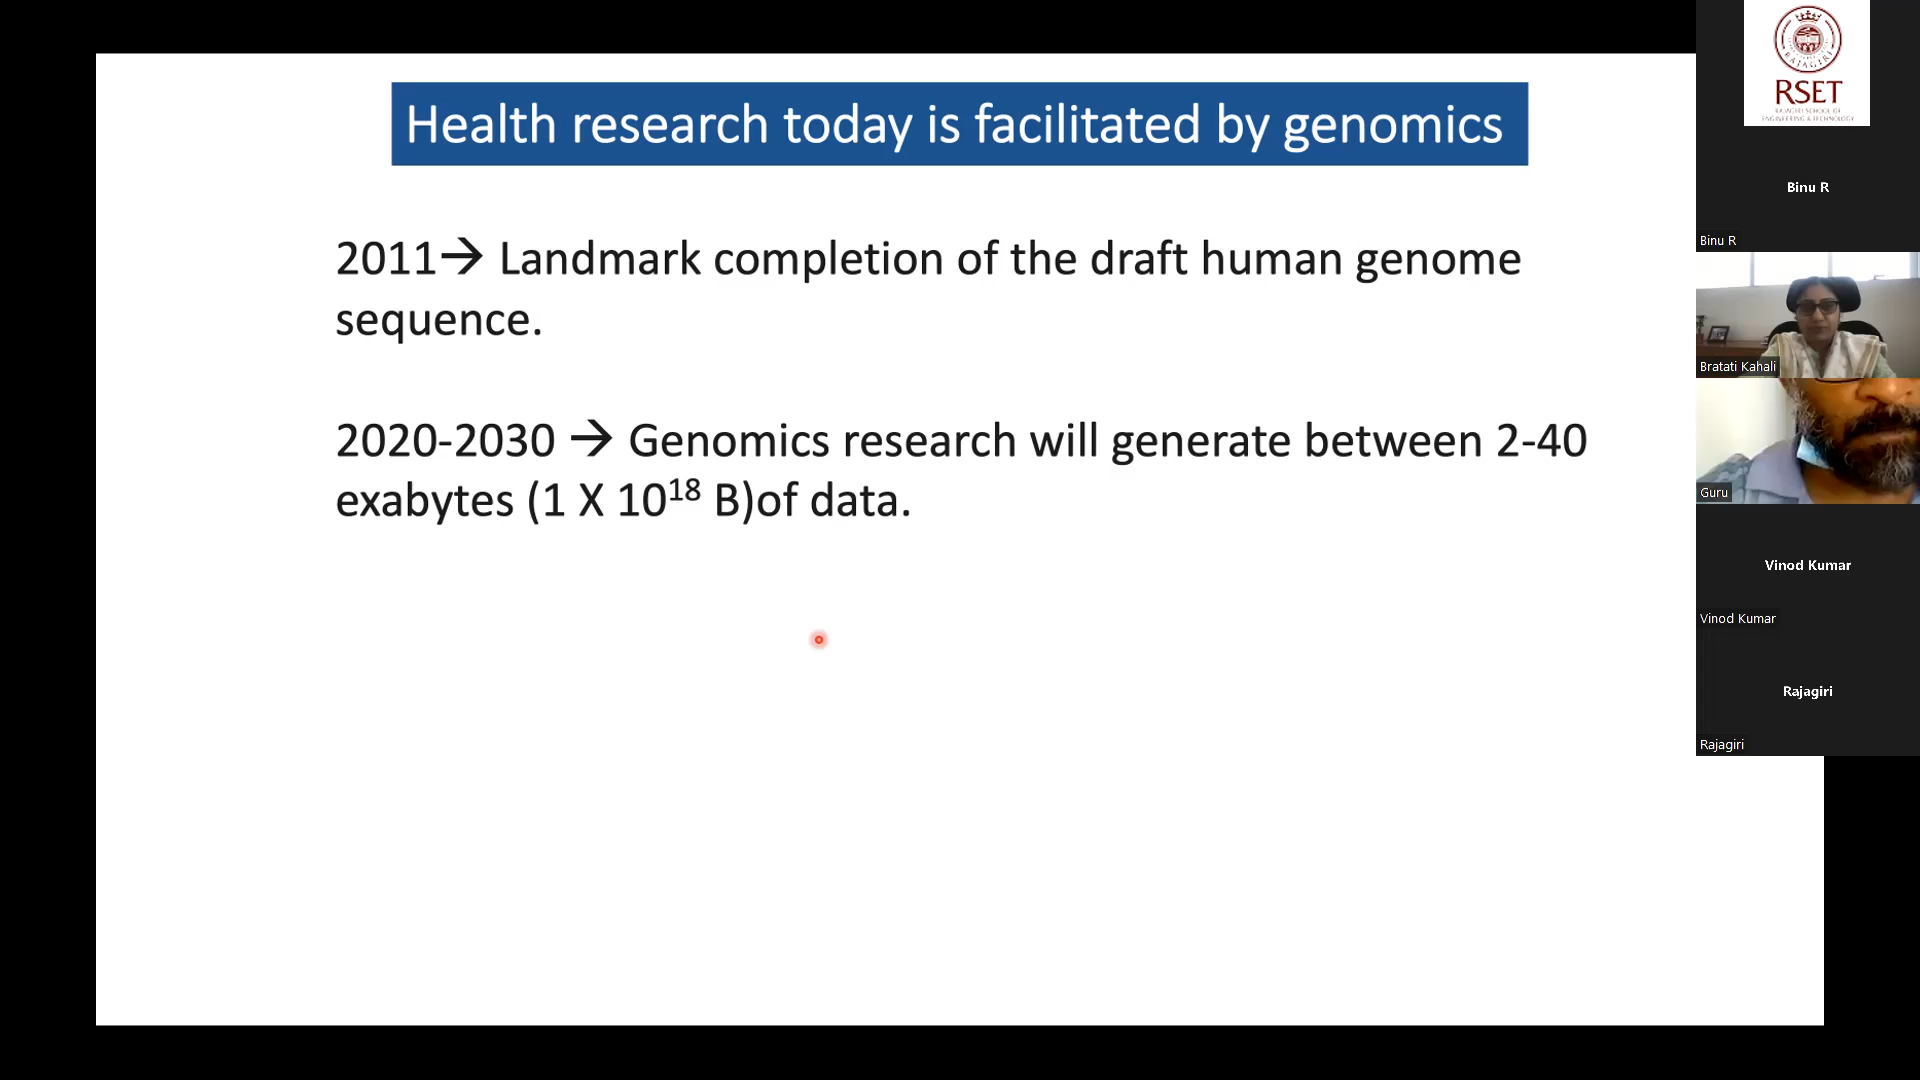 Health research today is facilitated by genomics
2011→ Landmark completion of the draft human genome
sequence.
2020-2030 → Genomics research will generate between 2-40
exabytes (1 X 10¹⁸ B)of data.
RAJAGIRI
RSET
RAJAGIRI SCHOOL OF
ENGINEERING & TECHNOLOGY
Binu R
Binu R
Bratati Kahali
Guru
Vinod Kumar
Vinod Kumar
Rajagiri
Rajagiri